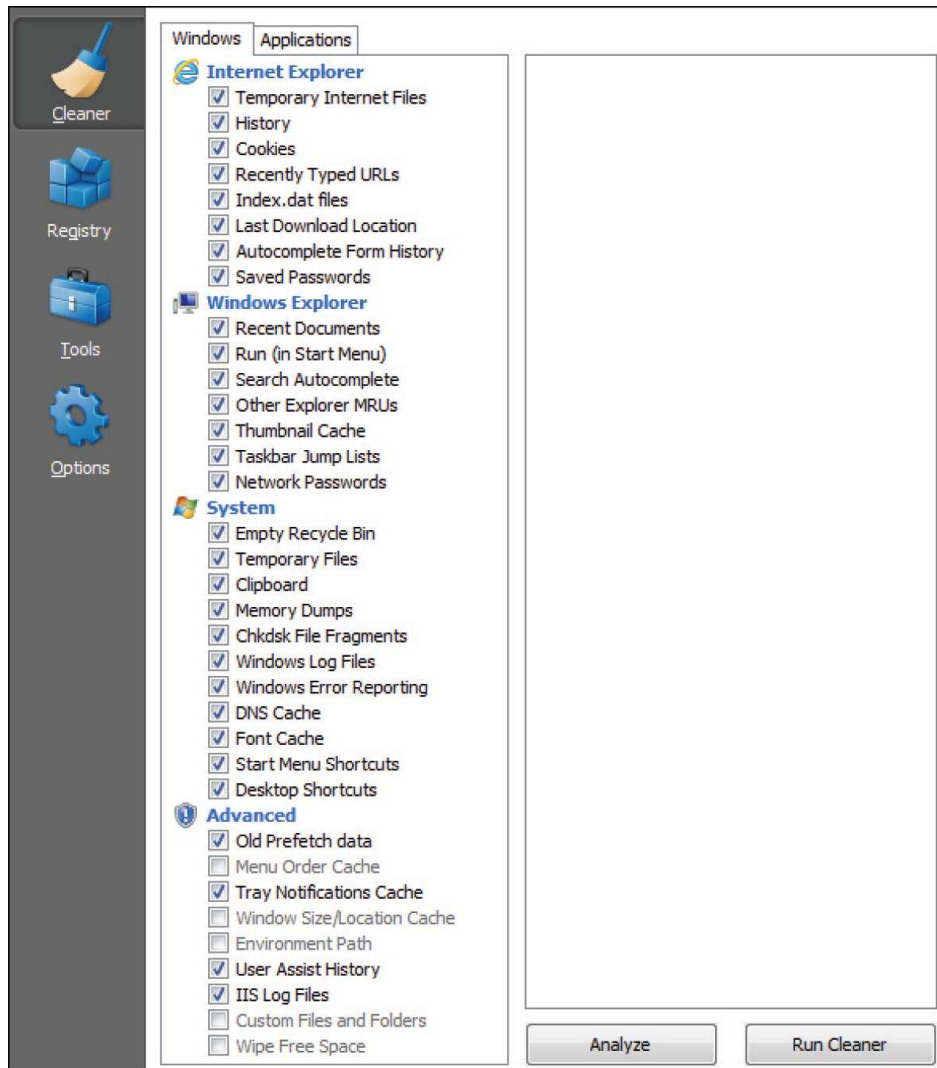 Cleaner
Registry
Tools
Options
Windows
Applications
Internet Explorer
Temporary Internet Files
History
Cookies
Recently Typed URLs
Index.dat files
Last Download Location
Autocomplete Form History
Saved Passwords
Windows Explorer
Recent Documents
Run (in Start Menu)
Search Autocomplete
Other Explorer MRUs
Thumbnail Cache
Taskbar Jump Lists
Network Passwords
System
Empty Recycle Bin
Temporary Files
Clipboard
Memory Dumps
Chkdsk File Fragments
Windows Log Files
Windows Error Reporting
DNS Cache
Font Cache
Start Menu Shortcuts
Desktop Shortcuts
Advanced
Old Prefetch data
Menu Order Cache
Tray Notifications Cache
Window Size/Location Cache
Environment Path
User Assist History
IIS Log Files
Custom Files and Folders
Wipe Free Space
Analyze
Run Cleaner